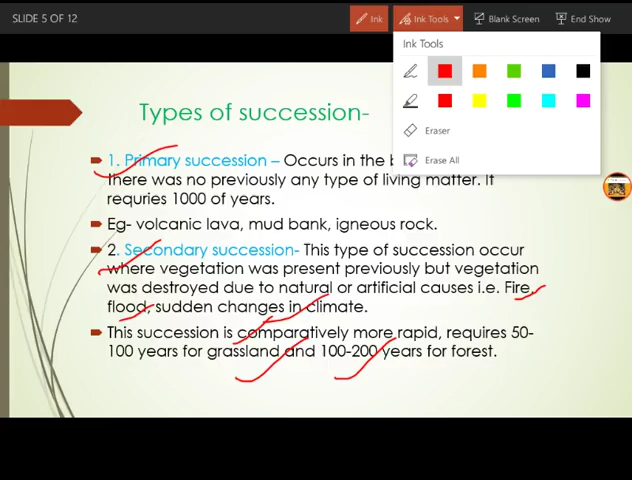 SLIDE 5 OF 12
Ink
Ink Tools
Blank Screen
End Show
Ink Tools
Eraser
Erase All
Types of succession-
1. Primary succession – Occurs in the b
There was no previously any type of living matter. It
requries 1000 of years.
Eg- volcanic lava, mud bank, igneous rock.
2. Secondary succession- This type of succession occur
where vegetation was present previously but vegetation
was destroyed due to natural or artificial causes i.e. Fire,
flood, sudden changes in climate.
This succession is comparatively more rapid, requires 50-
100 years for grassland and 100-200 years for forest.